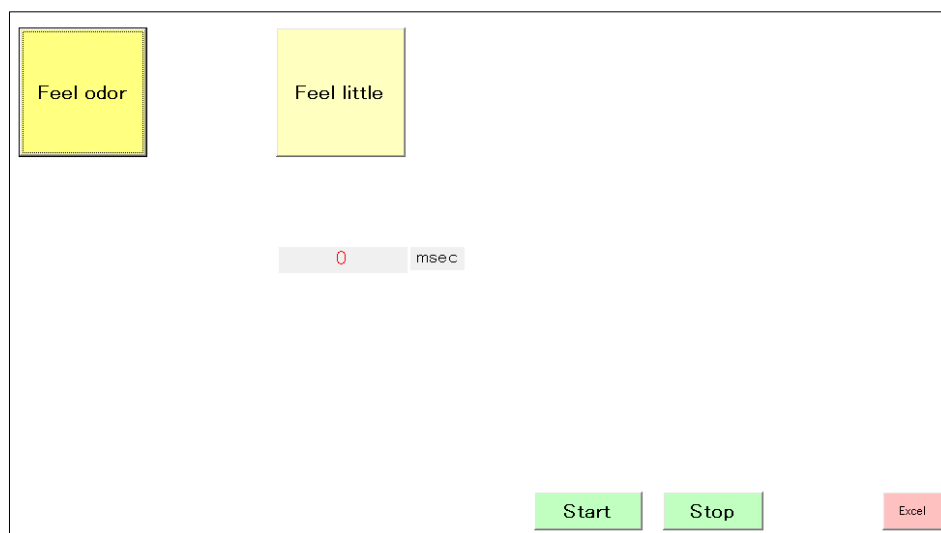 Feel odor
Feel little
0 msec
Start
Stop
Excel